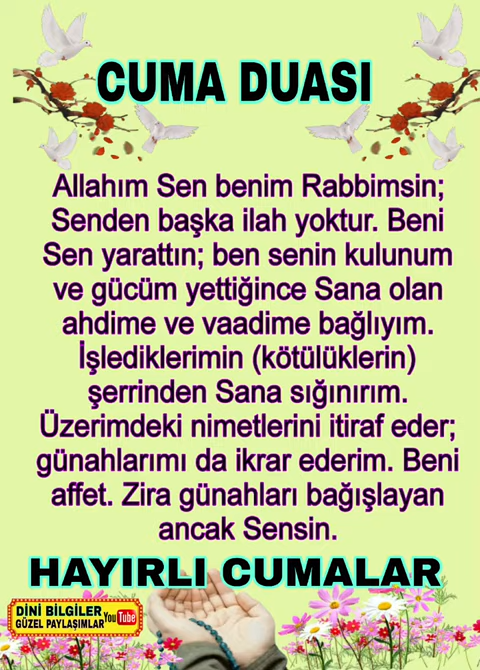 CUMA DUASI
Allahım Sen benim Rabbimsin;
Senden başka ilah yoktur. Beni
Sen yarattın; ben senin kulunum
ve gücüm yettiğince Sana olan
ahdime ve vaadime bağlıyım.
İşlediklerimin (kötülüklerin)
şerrinden Sana sığınırım.
Üzerimdeki nimetlerini itiraf eder;
günahlarımı da ikrar ederim. Beni
affet. Zira günahları bağışlayan
ancak Sensin.
HAYIRLI CUMALAR
DİNİ BİLGİLER
GÜZEL PAYLAŞIMLAR
YouTube